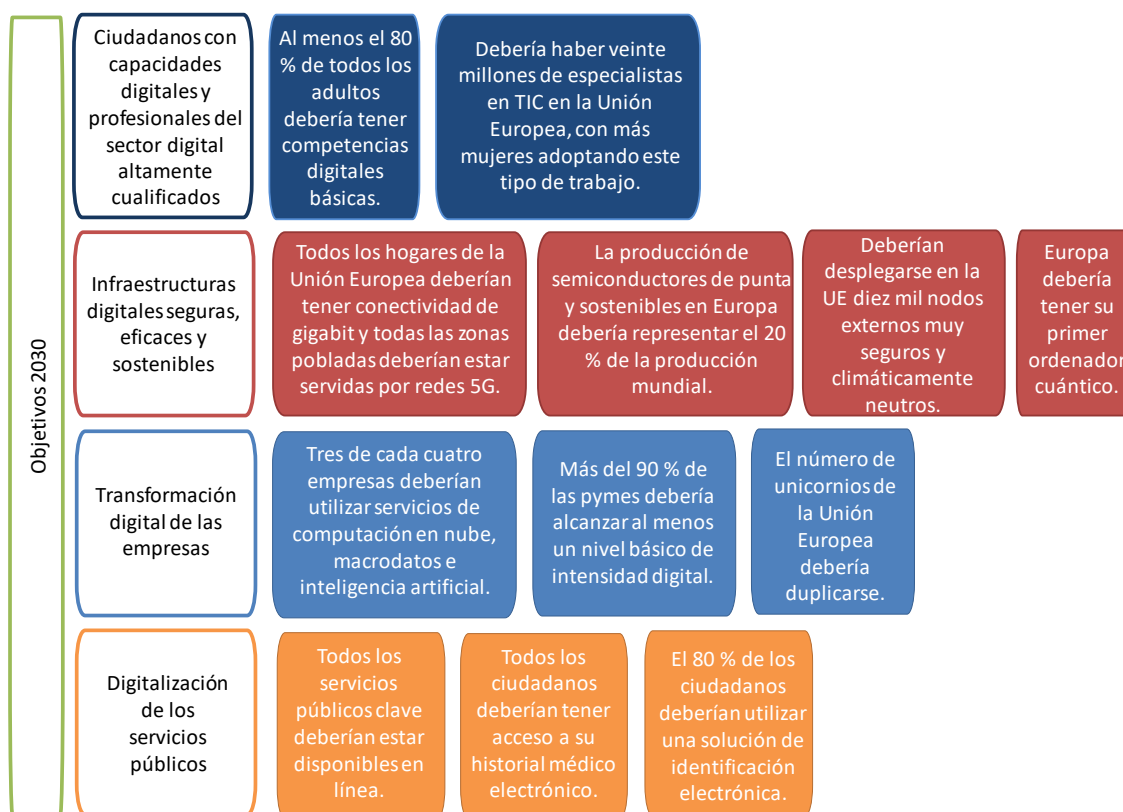 Objetivos 2030
Ciudadanos con
capacidades
digitales y
profesionales del
sector digital
altamente
cualificados
Al menos el 80
% de todos los
adultos
debería tener
competencias
digitales
básicas.
Debería haber veinte
millones de especialistas
en TIC en la Unión
Europea, con más
mujeres adoptando este
tipo de trabajo.
Infraestructuras
digitales seguras,
eficaces y
sostenibles
Todos los hogares de la
Unión Europea deberían
tener conectividad de
gigabit y todas las zonas
pobladas deberían estar
servidas por redes 5G.
La producción de
semiconductores de punta
y sostenibles en Europa
debería representar el 20
% de la producción
mundial.
Deberían
desplegarse en la
UE diez mil nodos
externos muy
seguros y
climáticamente
neutros.
Europa
debería
tener su
primer
ordenador
cuántico.
Transformación
digital de las
empresas
Tres de cada cuatro
empresas deberían
utilizar servicios de
computación en nube,
macrodatos e
inteligencia artificial.
Más del 90 % de
las pymes debería
alcanzar al menos
un nivel básico de
intensidad digital.
El número de
unicornios de
la Unión
Europea
debería
duplicarse.
Digitalización
de los
servicios
públicos
Todos los
servicios
públicos clave
deberían estar
disponibles en
línea.
Todos los
ciudadanos
deberían tener
acceso a su
historial médico
electrónico.
El 80 % de los
ciudadanos
deberían utilizar
una solución de
identificación
electrónica.